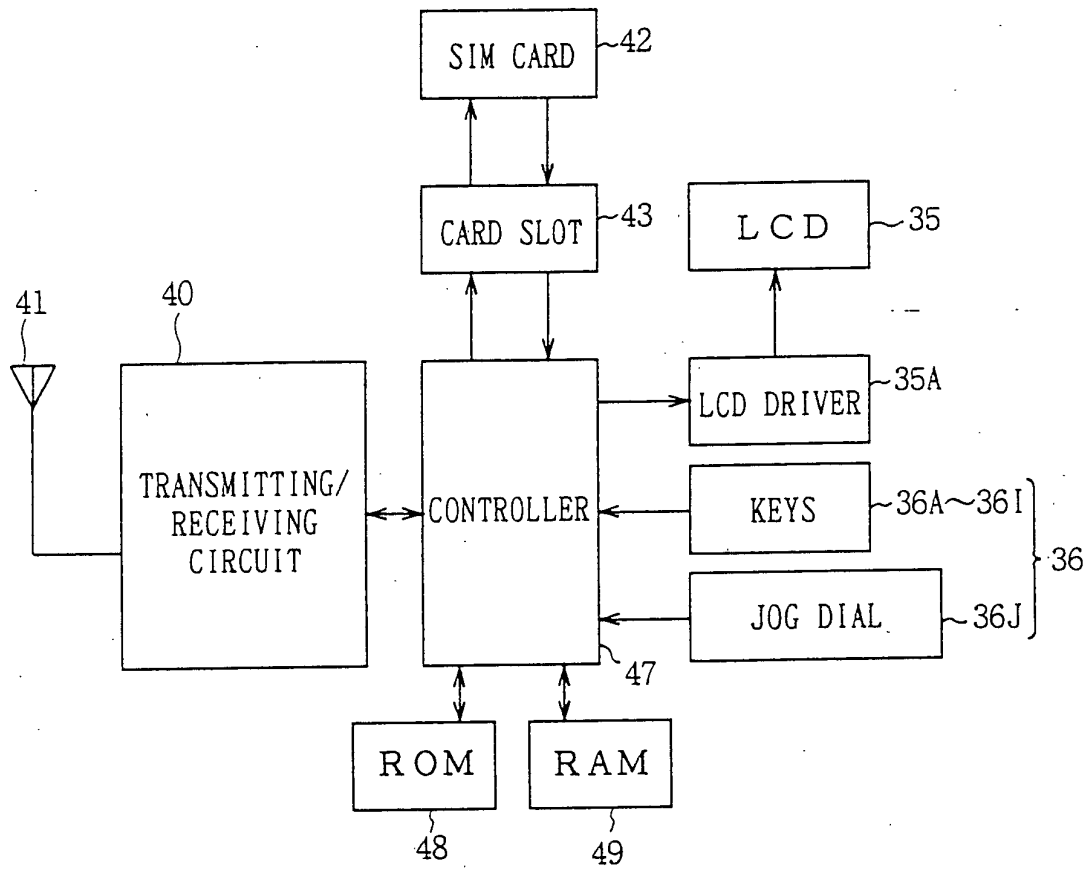 SIM CARD
42
CARD SLOT
43
LCD
35
41
40
LCD DRIVER
35A
TRANSMITTING/
RECEIVING
CIRCUIT
CONTROLLER
KEYS
36A～36I
36
JOG DIAL
36J
47
ROM
RAM
48
49